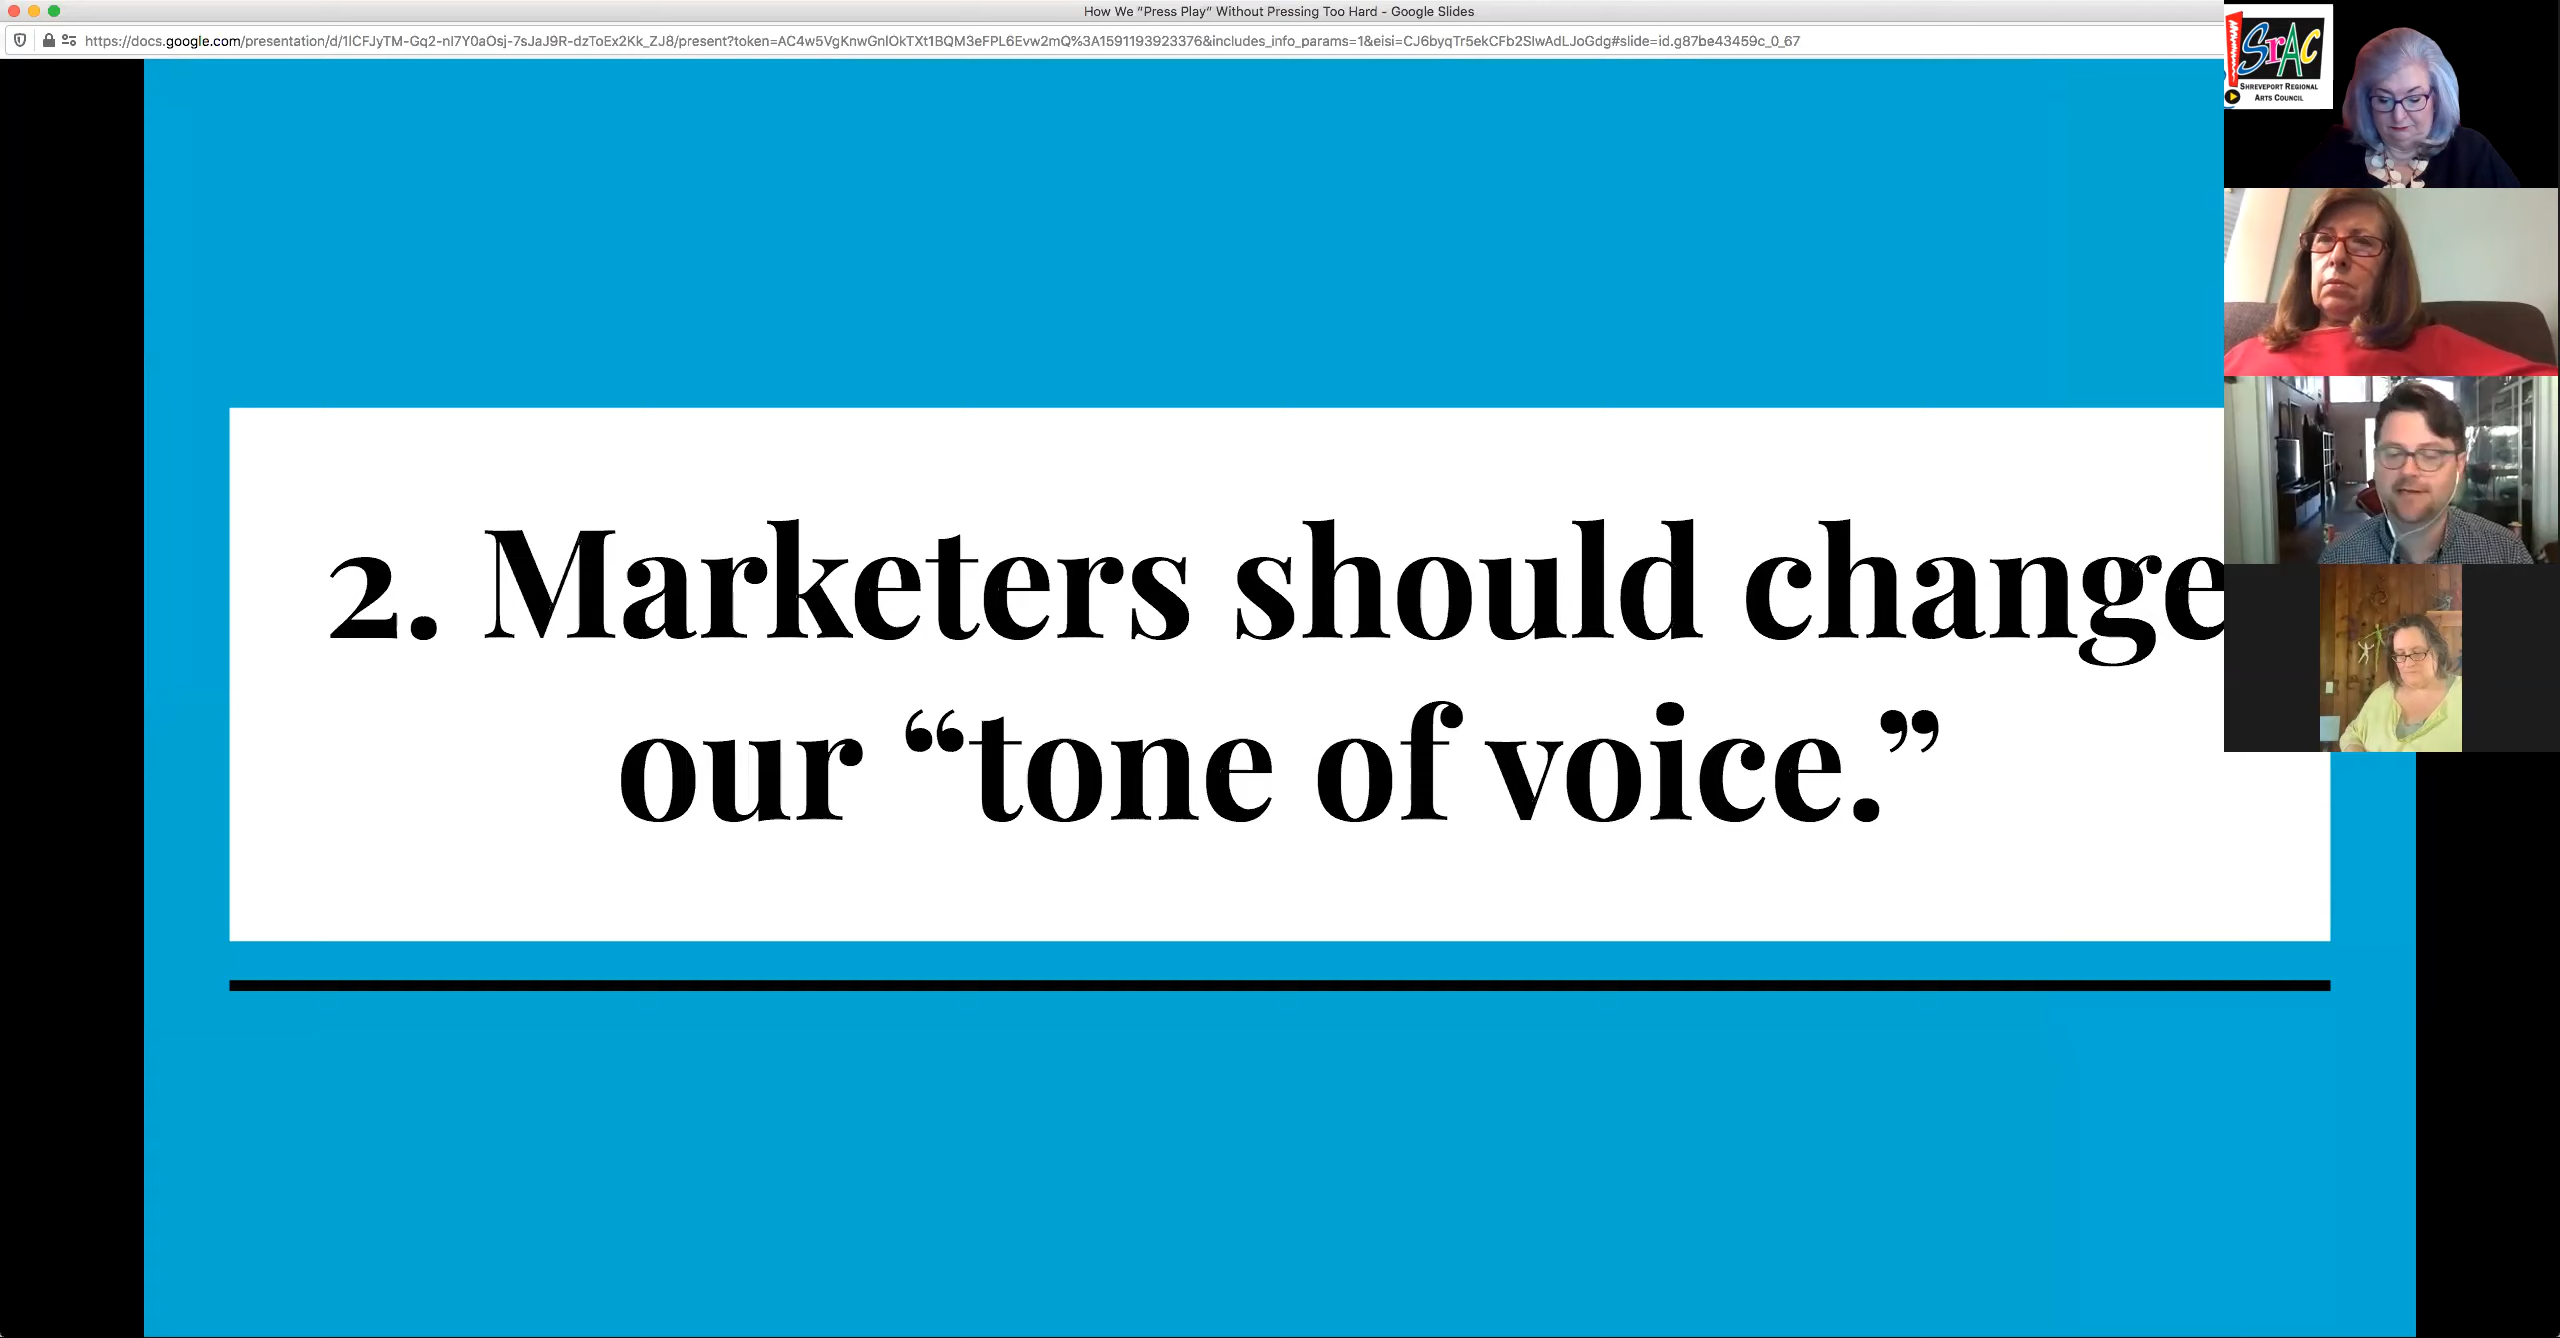 How We "Press Play" Without Pressing Too Hard - Google Slides
https://docs.google.com/presentation/d/1lCFJyTM-Gq2-nl7Y0aOsj-7sJaJ9R-dzToEx2Kk_ZJ8/present?token=AC4w5VgKnwGnlOkTXt1BQM3eFPL6Evw2mQ%3A1591193923376&includes_info_params=1&eisi=CJ6byqTr5ekCFb2SlwAdLJoGdg#slide=id.g87be43459c_0_67
SrAC
SHREVEPORT REGIONAL
ARTS COUNCIL
2. Marketers should change
our “tone of voice.”